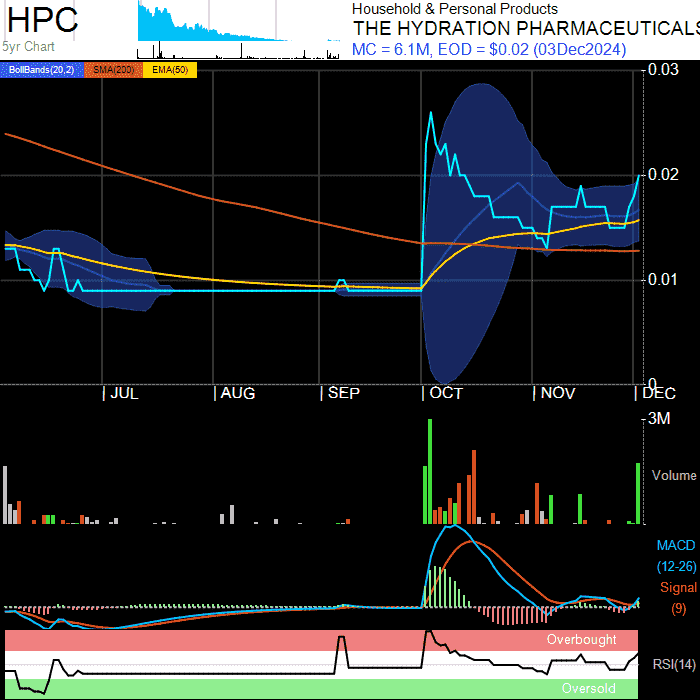 HPC
5yr Chart
Household & Personal Products
THE HYDRATION PHARMACEUTICALS
MC = 6.1M, EOD = $0.02 (03Dec2024)
BollBands(20,2) SMA(200) EMA(50)
0.03
0.02
0.01
0
JUL AUG SEP OCT NOV DEC
3M
Volume
MACD
(12-26)
Signal
(9)
Overbought
RSI(14)
Oversold